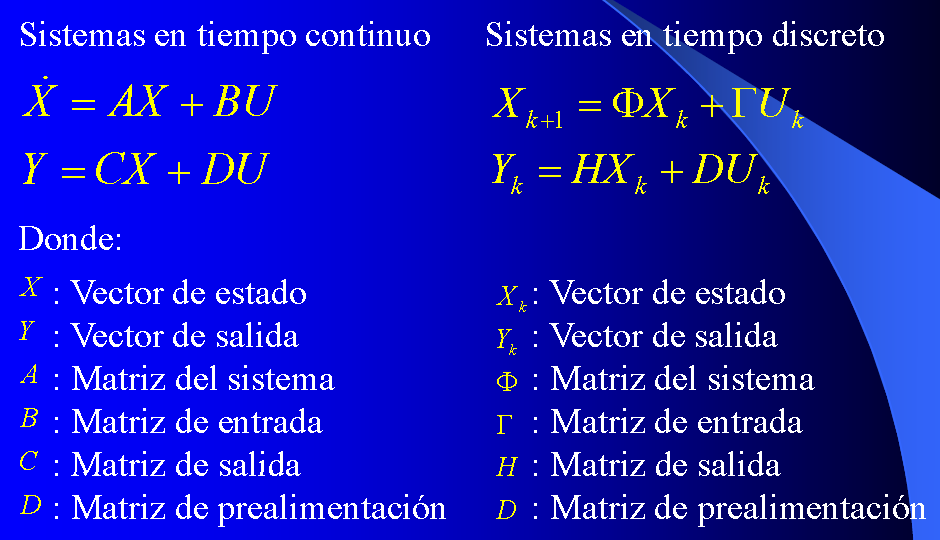 Sistemas en tiempo continuo
Ẋ = AX + BU
Y = CX + DU
Donde:
X : Vector de estado
Y : Vector de salida
A : Matriz del sistema
B : Matriz de entrada
C : Matriz de salida
D : Matriz de prealimentación
Sistemas en tiempo discreto
X_{k+1} = ΦX_k + ΓU_k
Y_k = HX_k + DU_k
X_k : Vector de estado
Y_k : Vector de salida
Φ : Matriz del sistema
Γ : Matriz de entrada
H : Matriz de salida
D : Matriz de prealimentación